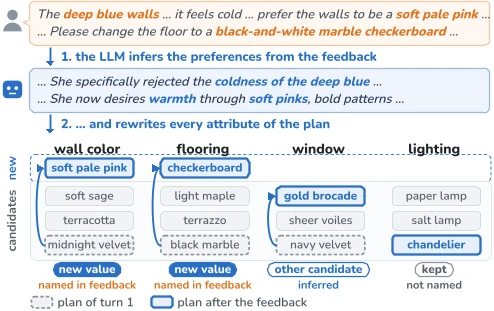 The deep blue walls ... it feels cold ... prefer the walls to be a soft pale pink ...
... Please change the floor to a black-and-white marble checkerboard ...
1. the LLM infers the preferences from the feedback
... She specifically rejected the coldness of the deep blue ...
... She now desires warmth through soft pinks, bold patterns ...
2. ... and rewrites every attribute of the plan
wall color flooring window lighting
new
soft pale pink checkerboard
candidates
soft sage light maple gold brocade paper lamp
terracotta terrazzo sheer voiles salt lamp
midnight velvet black marble navy velvet chandelier
new value new value other candidate kept
named in feedback named in feedback inferred not named
plan of turn 1 plan after the feedback